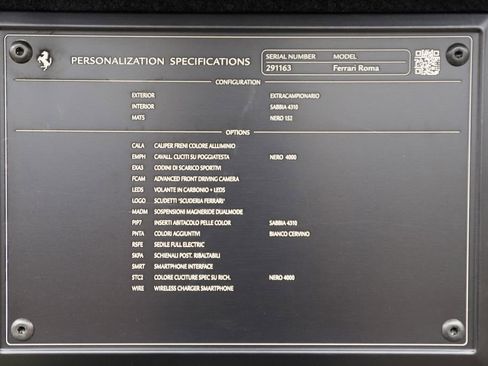 PERSONALIZATION SPECIFICATIONS
SERIAL NUMBER MODEL
291163 Ferrari Roma
CONFIGURATION
EXTERIOR EXTRACAMPIONARIO
INTERIOR SABBIA 4310
MATS NERO 152
OPTIONS
CALA CALIPER FRENI COLORE ALLUMINIO
EMPH CAVALL. CUCITI SU POGGIATESTA NERO 4000
EXA3 CODINI DI SCARICO SPORTIVI
FCAM ADVANCED FRONT DRIVING CAMERA
LEDS VOLANTE IN CARBONIO + LEDS
LOGO SCUDETTI "SCUDERIA FERRARI"
MADM SOSPENSIONI MAGNERIDE DUALMODE
PIP7 INSERTI ABITACOLO PELLE COLOR SABBIA 4310
PNTA COLORI AGGIUNTIVI BIANCO CERVINO
RSFE SEDILE FULL ELECTRIC
SKPA SCHIENALI POST. RIBALTABILI
SMRT SMARTPHONE INTERFACE
STC2 COLORE CUCITURE SPEC SU RICH. NERO 4000
WIRE WIRELESS CHARGER SMARTPHONE